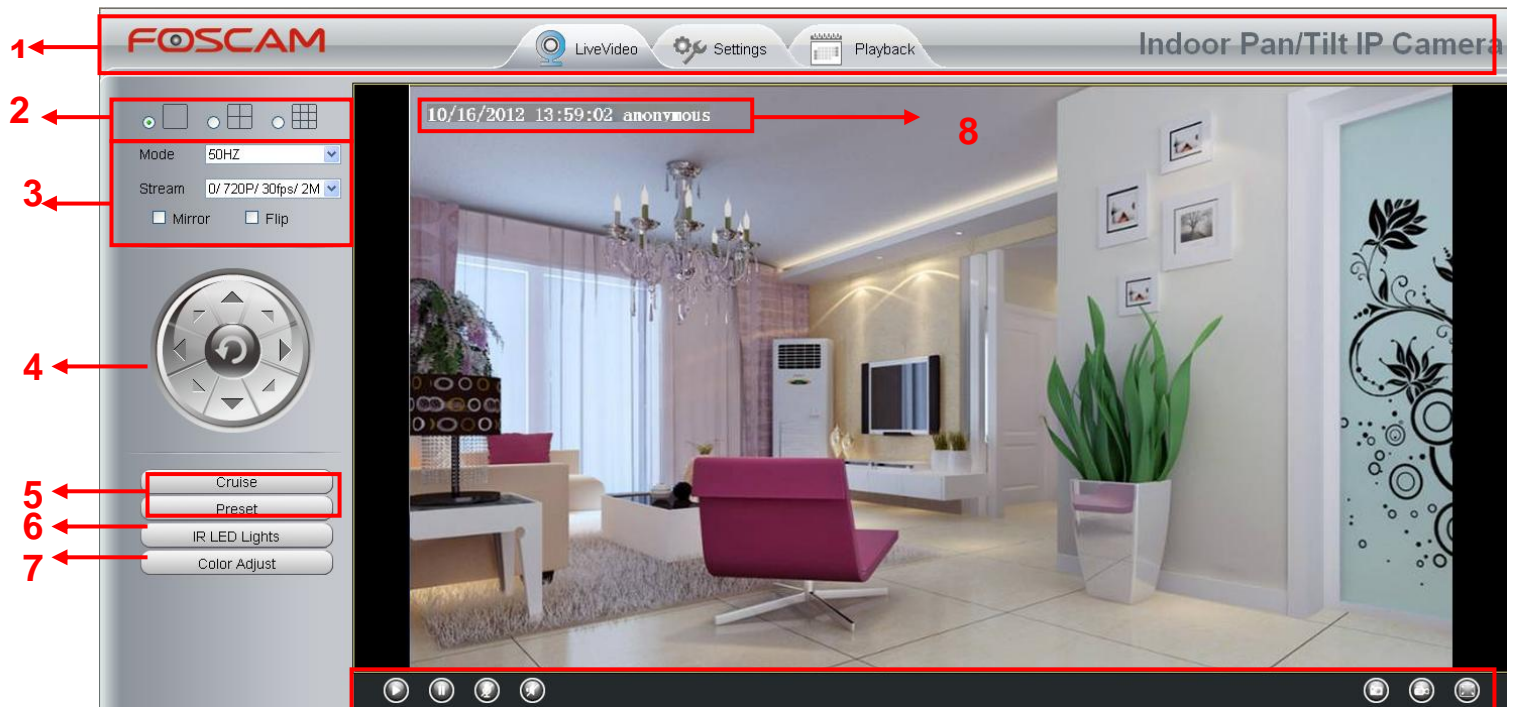 FOSCAM
LiveVideo
Settings
Playback
Indoor Pan/Tilt IP Camera
1
2
Mode 50HZ
Stream 0/ 720P/ 30fps/ 2M
Mirror
Flip
3
10/16/2012 13:59:02 anonymous
8
4
Cruise
Preset
5
IR LED Lights
6
Color Adjust
7